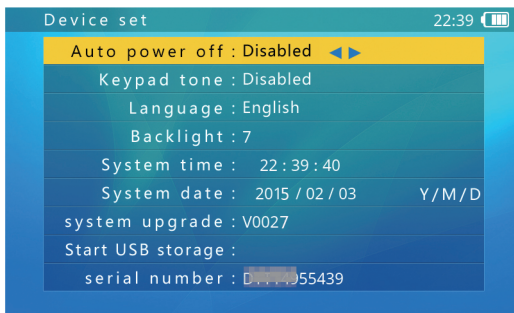 Device set 22:39
Auto power off : Disabled
Keypad tone : Disabled
Language : English
Backlight : 7
System time : 22 : 39 : 40
System date : 2015 / 02 / 03 Y/M/D
system upgrade : V0027
Start USB storage :
serial number :